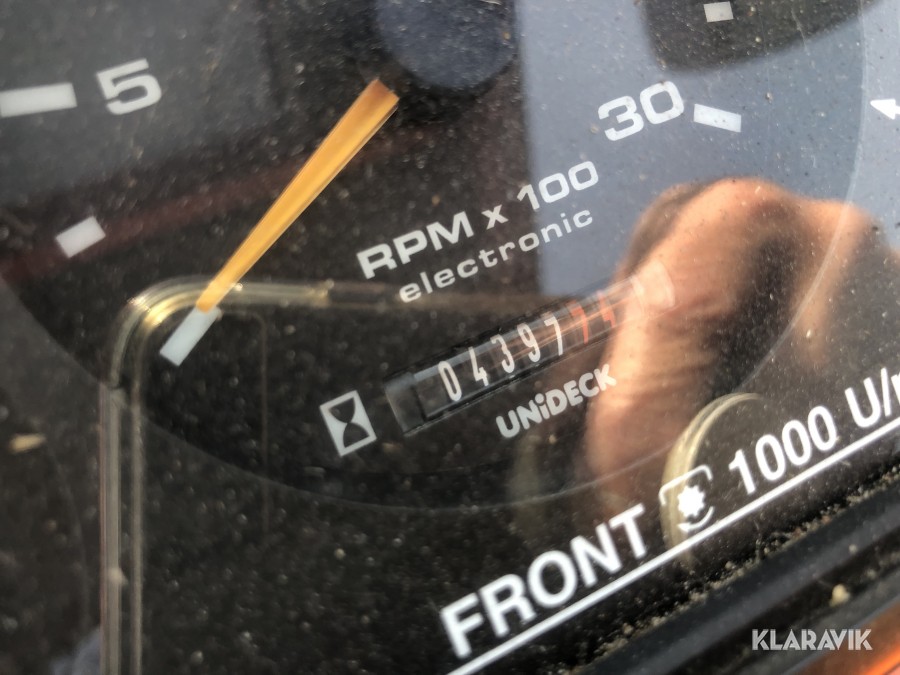 5
30
RPM x 100
electronic
04397
UNiDECK
FRONT 1000 U/
KLARAVIK